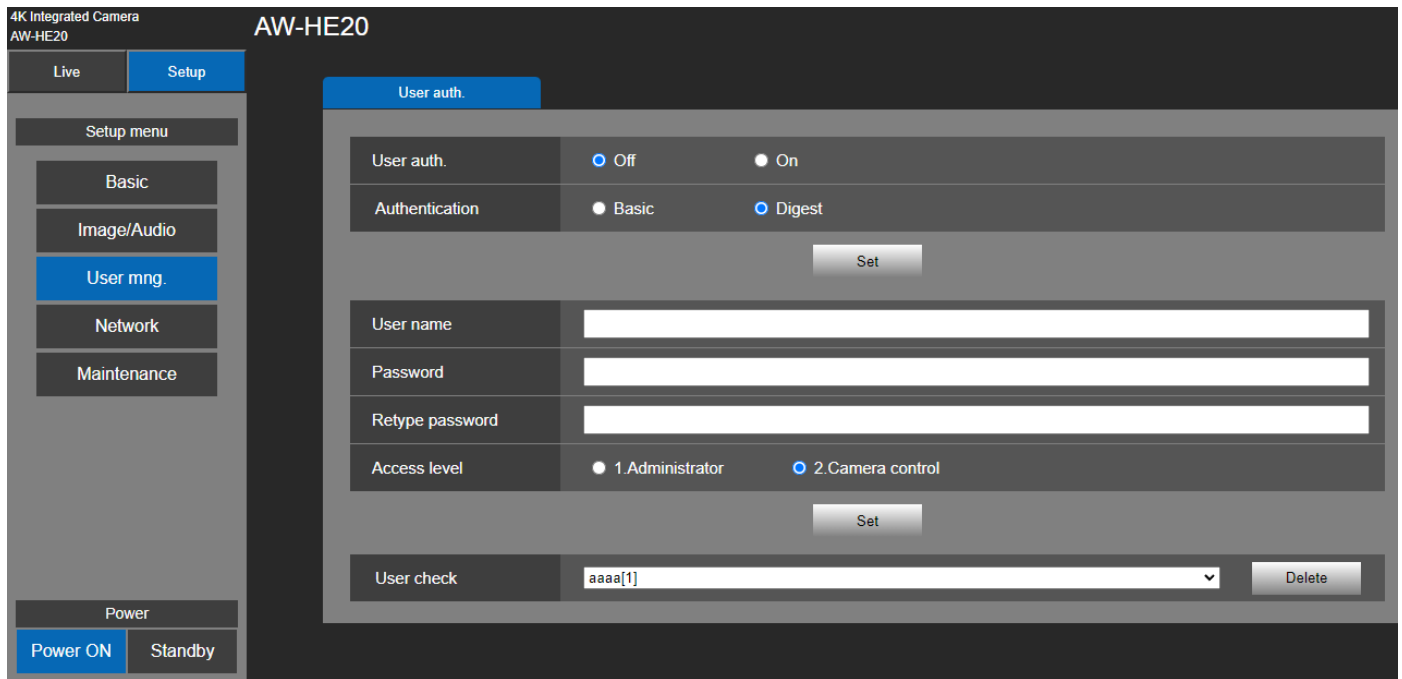 4K Integrated Camera
AW-HE20
AW-HE20
Live
Setup
Setup menu
Basic
Image/Audio
User mng.
Network
Maintenance
Power
Power ON
Standby
User auth.
User auth.
Off
On
Authentication
Basic
Digest
Set
User name
Password
Retype password
Access level
1.Administrator
2.Camera control
Set
User check
aaaa[1]
Delete